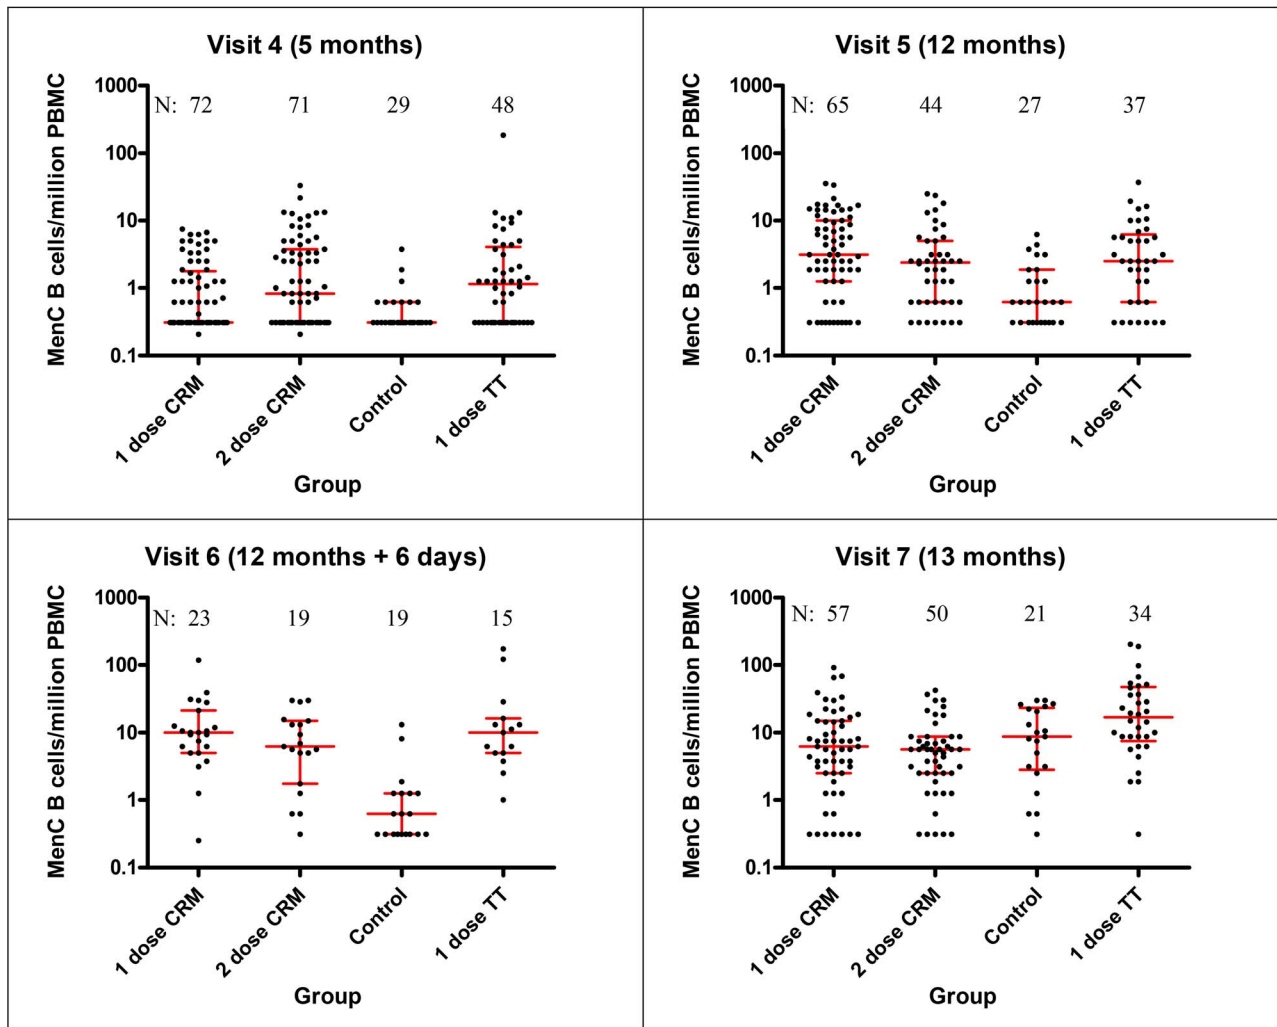 Visit 4 (5 months)
MenC B cells/million PBMC
1000
100
10
1
0.1
N: 72 71 29 48
1 dose CRM
2 dose CRM
Control
1 dose TT
Group
Visit 5 (12 months)
MenC B cells/million PBMC
1000
100
10
1
0.1
N: 65 44 27 37
1 dose CRM
2 dose CRM
Control
1 dose TT
Group
Visit 6 (12 months + 6 days)
MenC B cells/million PBMC
1000
100
10
1
0.1
N: 23 19 19 15
1 dose CRM
2 dose CRM
Control
1 dose TT
Group
Visit 7 (13 months)
MenC B cells/million PBMC
1000
100
10
1
0.1
N: 57 50 21 34
1 dose CRM
2 dose CRM
Control
1 dose TT
Group